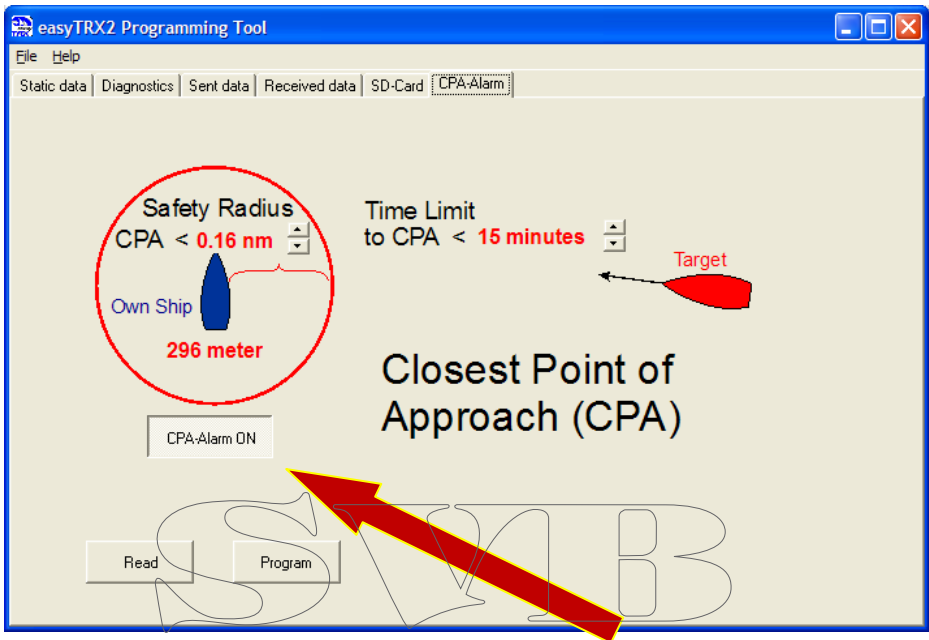 easyTRX2 Programming Tool
File Help
Static data Diagnostics Sent data Received data SD-Card CPA-Alarm
Safety Radius
CPA < 0.16 nm
Time Limit
to CPA < 15 minutes
Target
Own Ship
296 meter
Closest Point of
Approach (CPA)
CPA-Alarm ON
Read Program
SVB